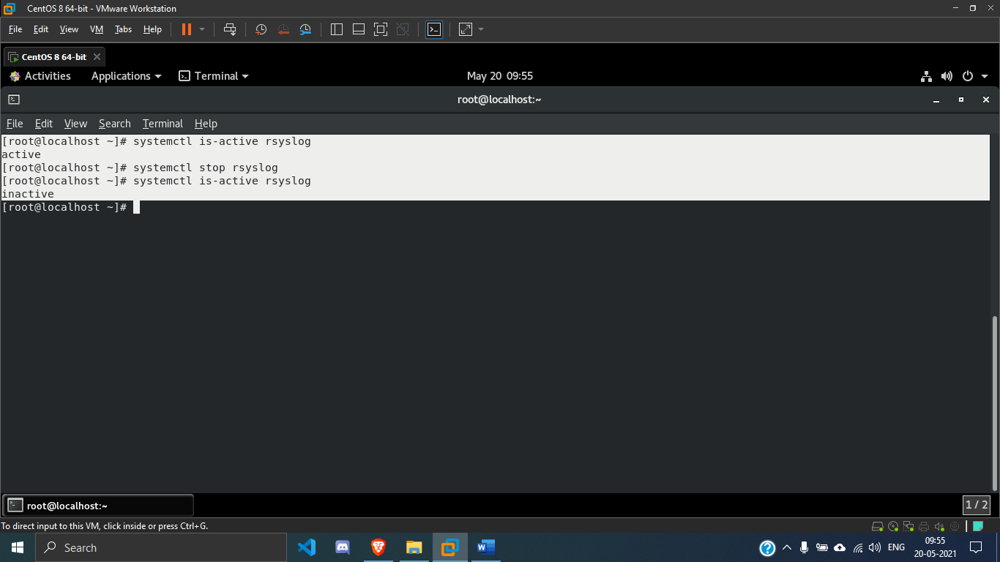 CentOS 8 64-bit - VMware Workstation
File Edit View VM Tabs Help
CentOS 8 64-bit
Activities Applications Terminal May 20 09:55
root@localhost:~
File Edit View Search Terminal Help
[root@localhost ~]# systemctl is-active rsyslog
active
[root@localhost ~]# systemctl stop rsyslog
[root@localhost ~]# systemctl is-active rsyslog
inactive
[root@localhost ~]#
root@localhost:~ 1 / 2
To direct input to this VM, click inside or press Ctrl+G.
Search ENG 09:55
20-05-2021